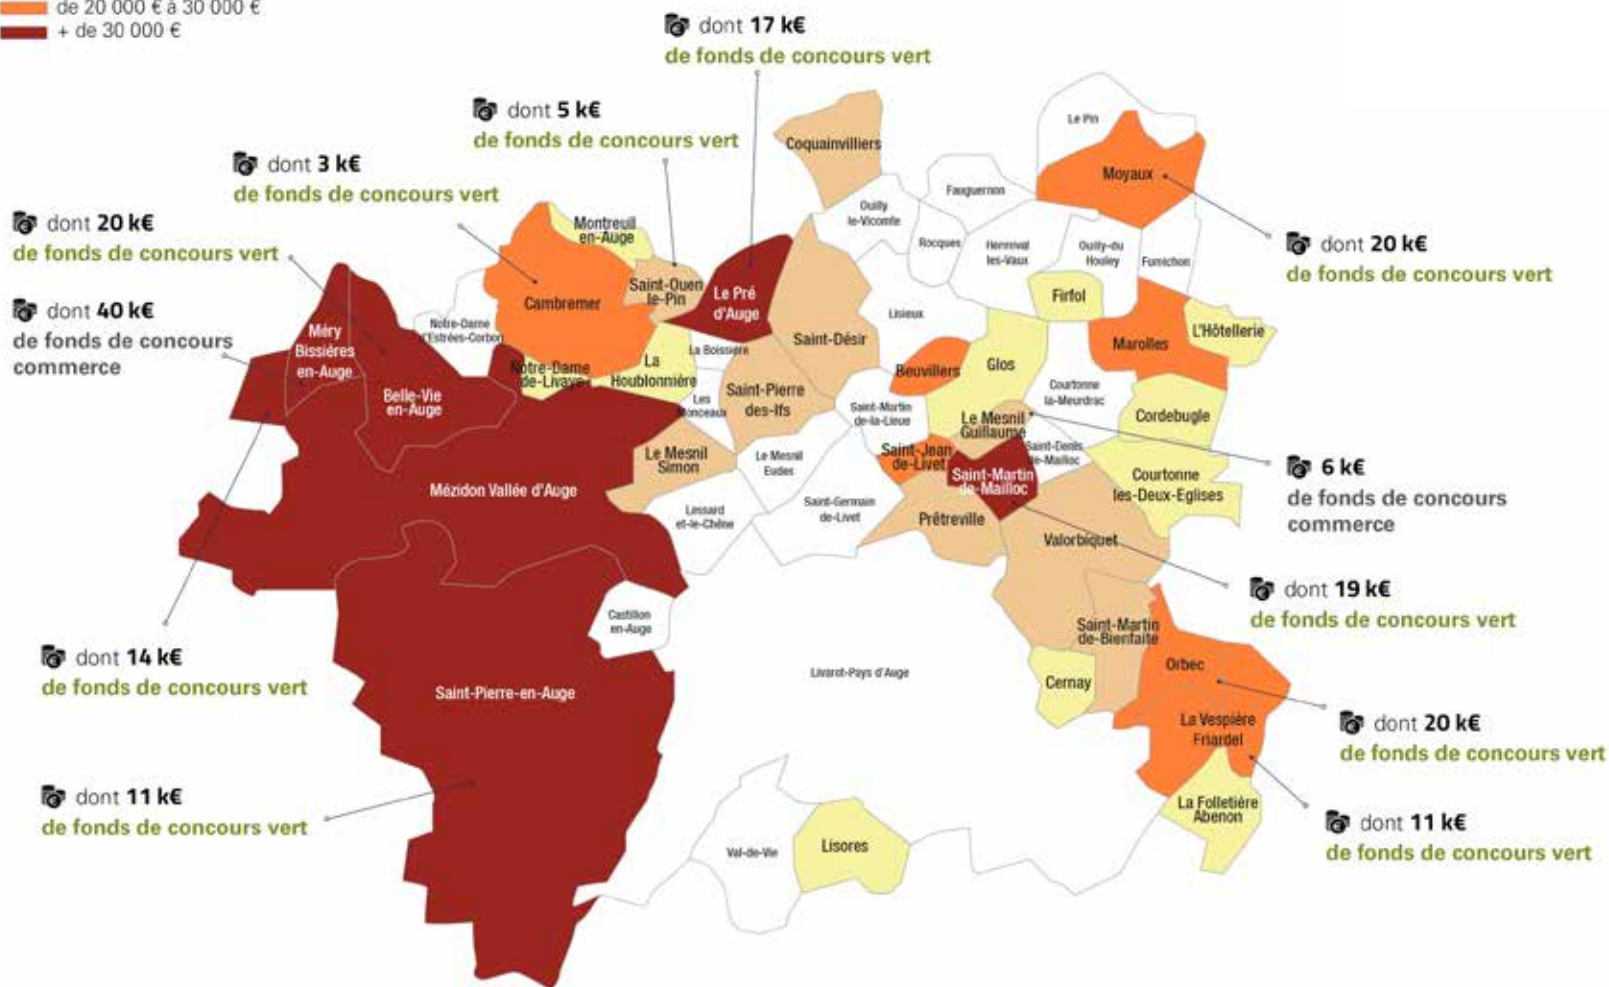 de 20 000 € à 30 000 €
+ de 30 000 €
dont 17 k€
de fonds de concours vert
dont 5 k€
de fonds de concours vert
dont 3 k€
de fonds de concours vert
dont 20 k€
de fonds de concours vert
dont 40 k€
de fonds de concours
commerce
Le Pin
Coquainvilliers
Moyaux
Fauguernon
Ouilly
le-Vicomte
Rocques
Hermival
les-Vaux
Ouilly-du
Houley
Fumichon
dont 20 k€
de fonds de concours vert
Montreuil
en-Auge
Saint-Ouen
le-Pin
Cambremer
Le Pré
d'Auge
Firfol
L'Hôtellerie
Lisieux
Saint-Désir
Marolles
Notre-Dame
d'Estrées-Corbon
Méry
Bissières
en-Auge
Belle-Vie
en-Auge
Notre-Dame
de-Livaye
La
Houblonnière
La Boissière
Beuvillers
Glos
Courtonne
la-Meurdrac
Saint-Pierre
des-Ifs
Les
Monceaux
Saint-Martin
de-la-Lieue
Le Mesnil
Guillaume
Cordebugle
Saint-Denis
de-Mailloc
Le Mesnil
Simon
Le Mesnil
Eudes
Saint-Jean
de-Livet
Saint-Martin
de-Mailloc
Courtonne
les-Deux-Eglises
6 k€
de fonds de concours
commerce
Mézidon Vallée d'Auge
Lessard
et-le-Chêne
Saint-Germain
de-Livet
Prêtreville
Valorbiquet
dont 19 k€
de fonds de concours vert
Castillon
en-Auge
Saint-Martin
de-Bienfaite
dont 14 k€
de fonds de concours vert
Saint-Pierre-en-Auge
Livarot-Pays d'Auge
Cernay
Orbec
La Vespière
Friardel
dont 20 k€
de fonds de concours vert
dont 11 k€
de fonds de concours vert
La Folletière
Abenon
dont 11 k€
de fonds de concours vert
Val-de-Vie
Lisores